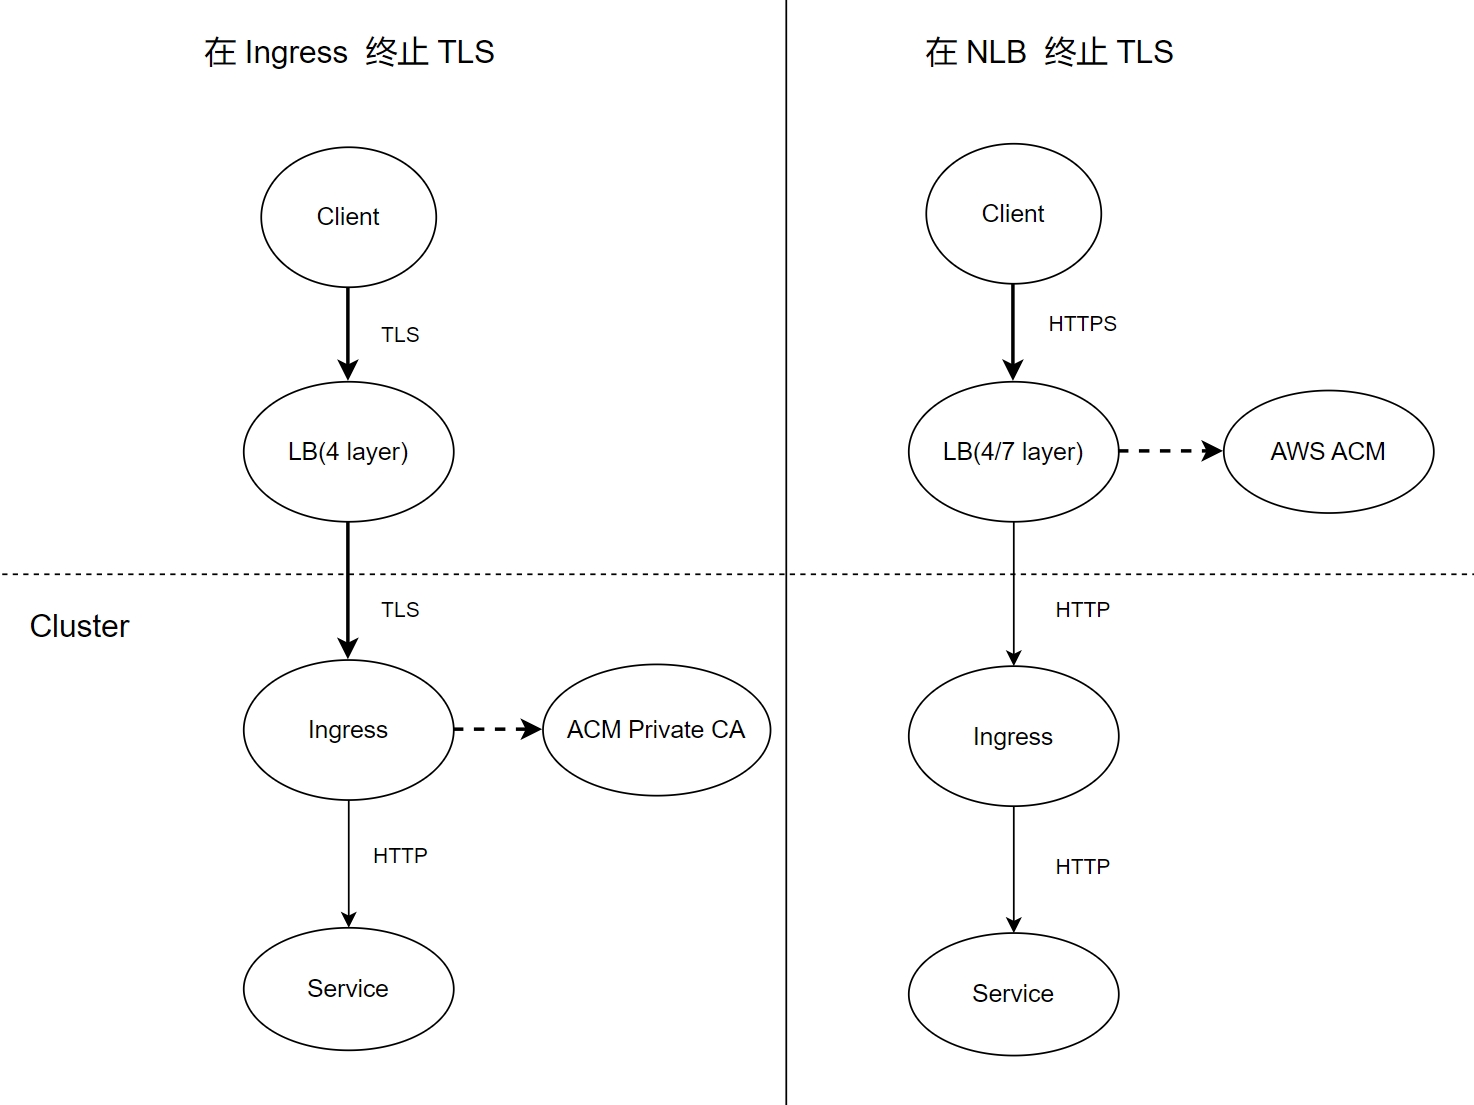 在 Ingress 终止 TLS
Client
TLS
LB(4 layer)
TLS
Cluster
Ingress
ACM Private CA
HTTP
Service
在 NLB 终止 TLS
Client
HTTPS
LB(4/7 layer)
AWS ACM
HTTP
Ingress
HTTP
Service